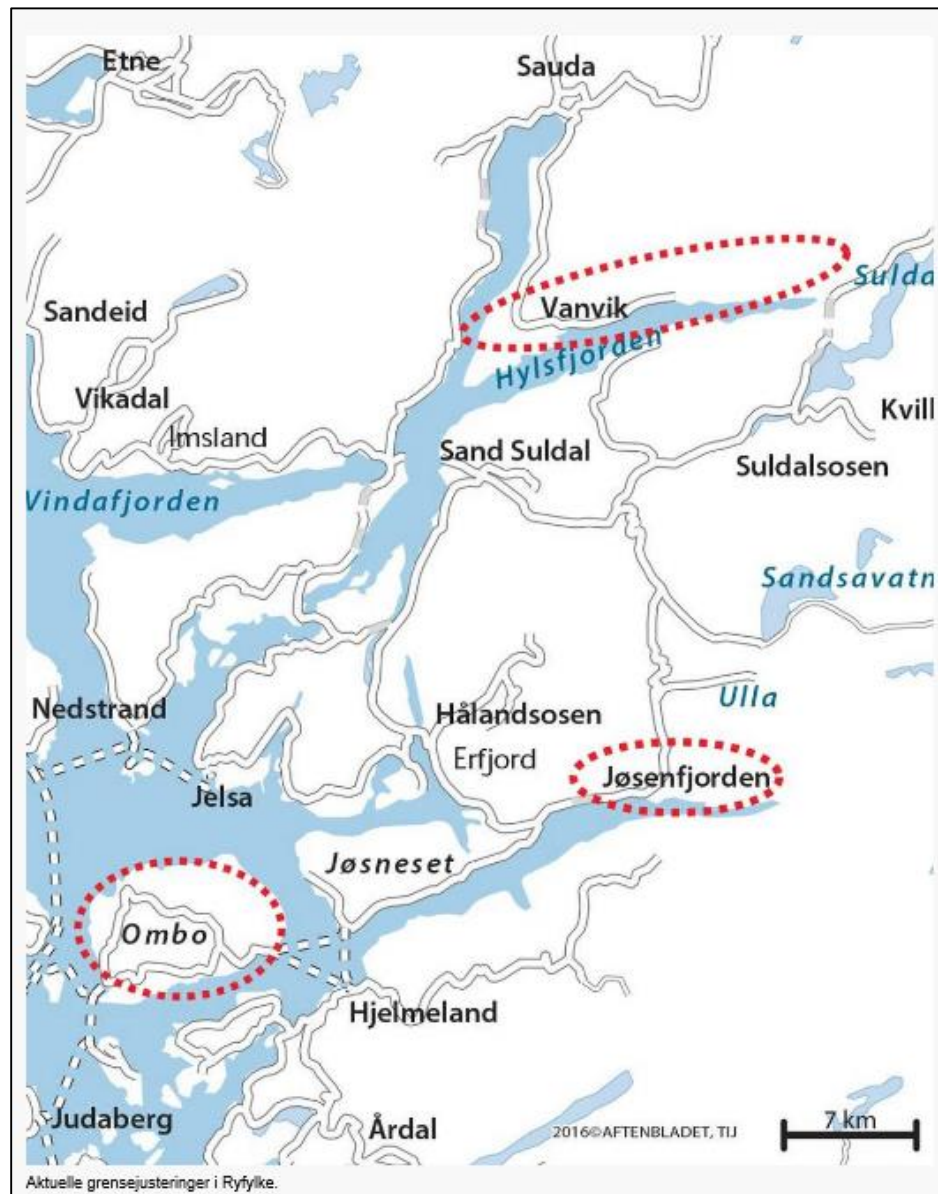 Etne
Sauda
Sulda
Vanvik
Sandeid
Hylsfjorden
Vikadal
Imsland
Kvill
Sand Suldal
Suldalsosen
Vindafjorden
Sandsavatn
Nedstrand
Ulla
Hålandsosen
Erfjord
Jøsenfjorden
Jelsa
Jøsneset
Ombo
Hjelmeland
Judaberg
Årdal
2016©AFTENBLADET, TIJ
7 km
Aktuelle grensejusteringer i Ryfylke.